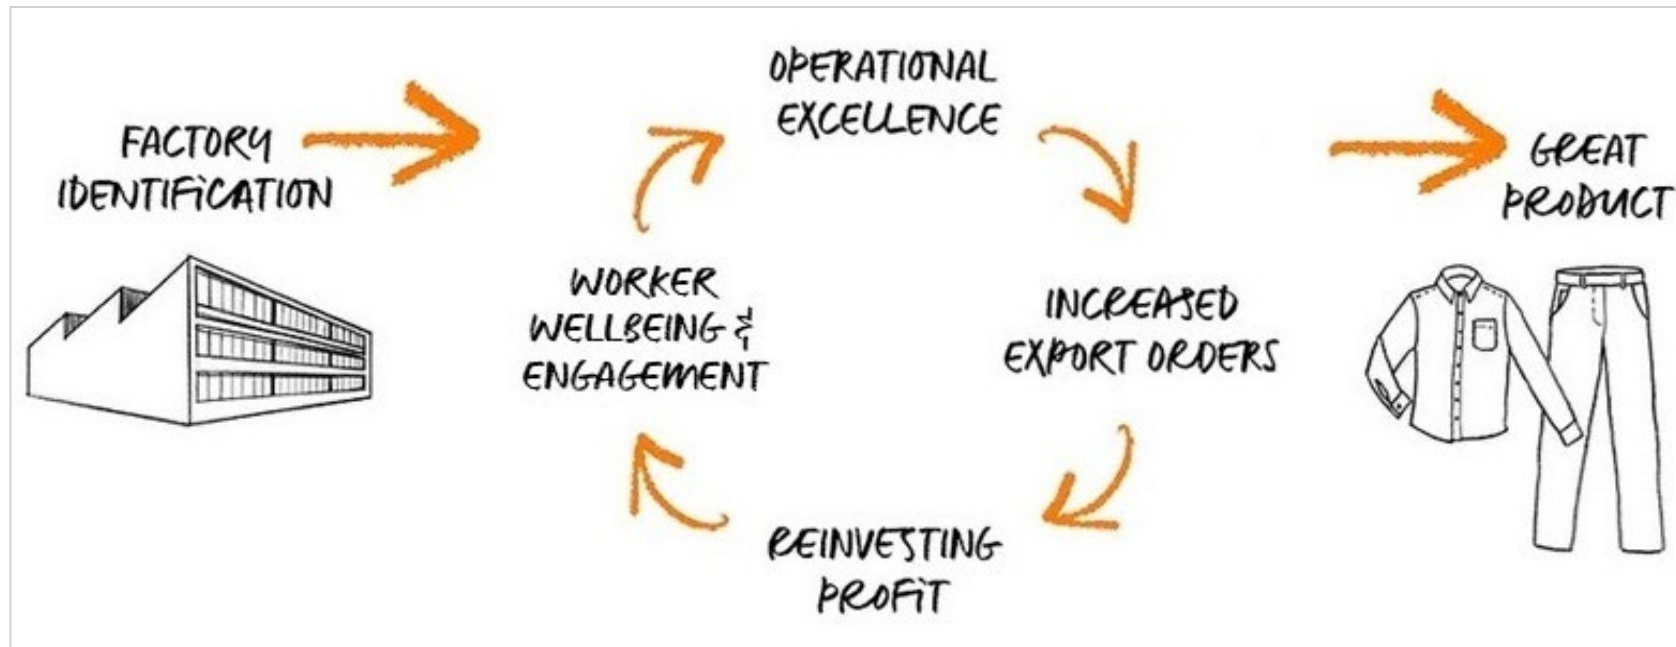 FACTORY
IDENTIFICATION
OPERATIONAL
EXCELLENCE
WORKER
WELLBEING &
ENGAGEMENT
INCREASED
EXPORT ORDERS
REINVESTING
PROFIT
GREAT
PRODUCT